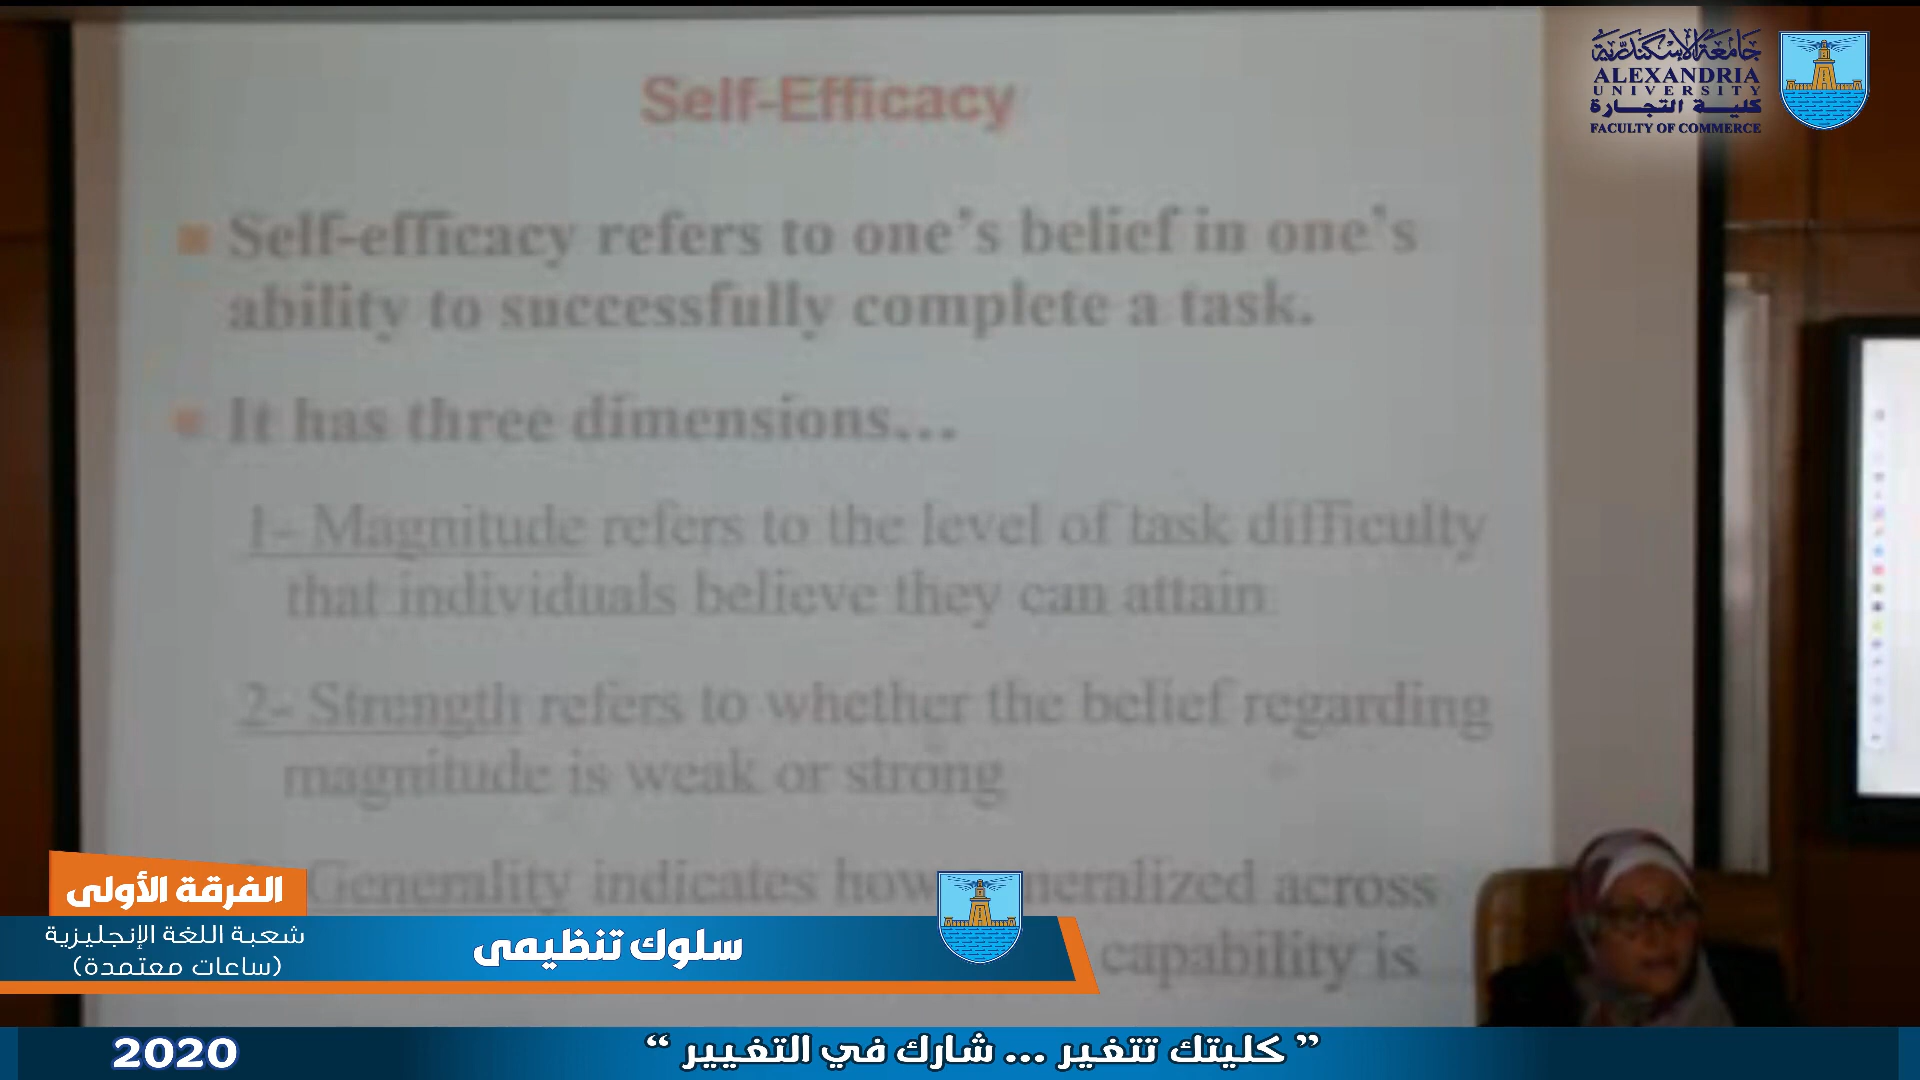 جامعة الإسكندرية
ALEXANDRIA
UNIVERSITY
كلية التجارة
FACULTY OF COMMERCE
Self-Efficacy
Self-efficacy refers to one's belief in one's
ability to successfully complete a task.
It has three dimensions...
1- Magnitude refers to the level of task difficulty
that individuals believe they can attain
2- Strength refers to whether the belief regarding
magnitude is weak or strong
Generality indicates how neralized across
capability is
الفرقة الأولى
شعبة اللغة الإنجليزية
(ساعات معتمدة)
سلوك تنظيمى
2020
” كليتك تتغير ... شارك في التغيير “